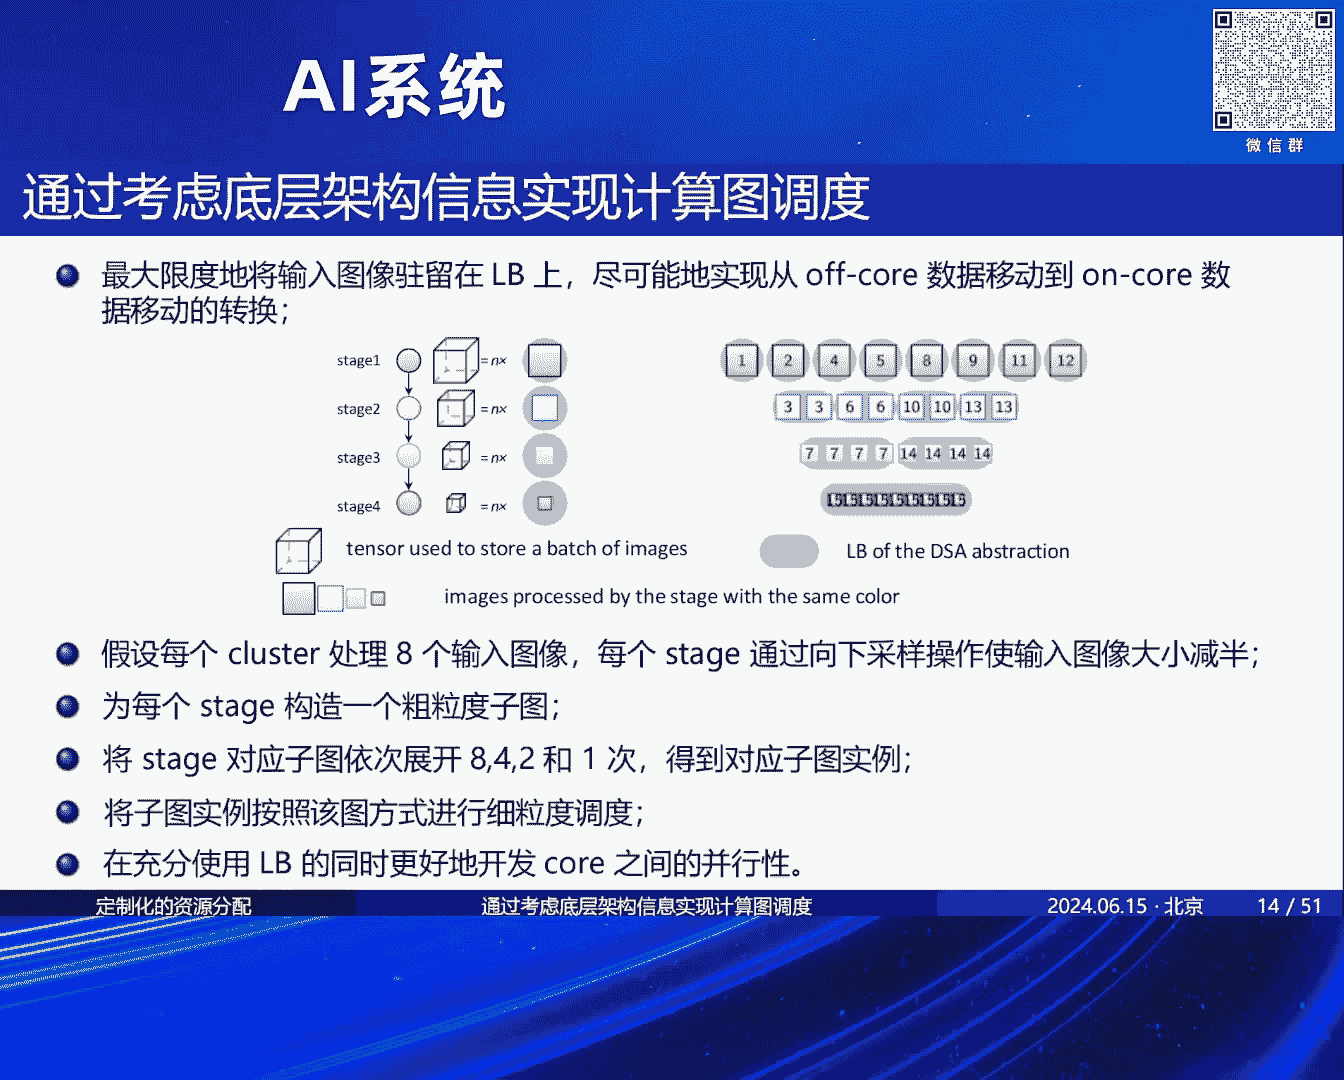 AI系统
微信群
通过考虑底层架构信息实现计算图调度
最大限度地将输入图像驻留在 LB 上，尽可能地实现从 off-core 数据移动到 on-core 数
据移动的转换；
stage1 = n× 1 2 4 5 8 9 11 12
stage2 = n× 3 3 6 6 10 10 13 13
stage3 = n× 7 7 7 7 14 14 14 14
stage4 = n× 15 15 15 15 15 15 15 15
tensor used to store a batch of images
LB of the DSA abstraction
images processed by the stage with the same color
假设每个 cluster 处理 8 个输入图像，每个 stage 通过向下采样操作使输入图像大小减半；
为每个 stage 构造一个粗粒度子图；
将 stage 对应子图依次展开 8,4,2 和 1 次，得到对应子图实例；
将子图实例按照该图方式进行细粒度调度；
在充分使用 LB 的同时更好地开发 core 之间的并行性。
定制化的资源分配 通过考虑底层架构信息实现计算图调度 2024.06.15 · 北京 14 / 51